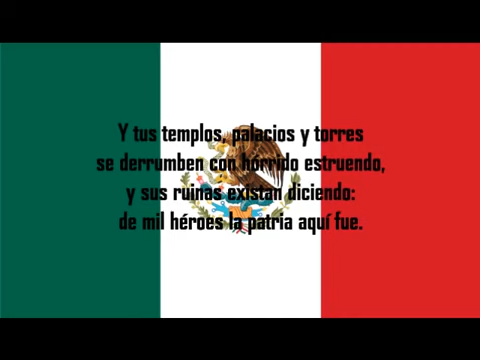 Y tus templos, palacios y torres
se derrumben con hórrido estruendo,
y sus ruinas existan diciendo:
de mil héroes la patria aquí fue.